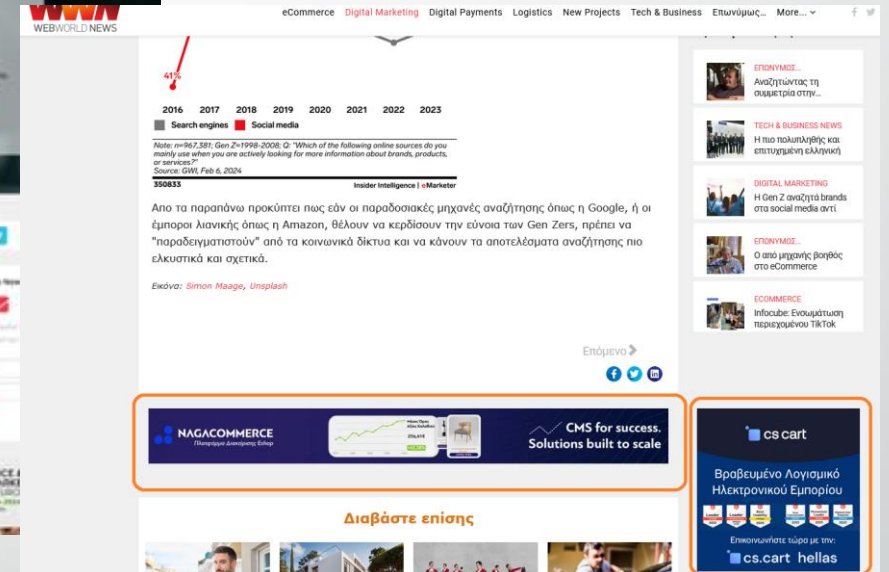 WWN
WEBWORLD NEWS
eCommerce Digital Marketing Digital Payments Logistics New Projects Tech & Business Επωνύμως... More...
41%
2016 2017 2018 2019 2020 2021 2022 2023
Search engines Social media
Note: n=967,381; Gen Z=1998-2008; Q: "Which of the following online sources do you
mainly use when you are actively looking for more information about brands, products,
or services?"
Source: GWI, Feb 6, 2024
350833 Insider Intelligence | eMarketer
Απο τα παραπάνω προκύπτει πως εάν οι παραδοσιακές μηχανές αναζήτησης όπως η Google, ή οι
έμποροι λιανικής όπως η Amazon, θέλουν να κερδίσουν την εύνοια των Gen Zers, πρέπει να
"παραδειγματιστούν" από τα κοινωνικά δίκτυα και να κάνουν τα αποτελέσματα αναζήτησης πιο
ελκυστικά και σχετικά.
Εικόνα: Simon Maage, Unsplash
Επόμενο
ΕΠΩΝΥΜΩΣ...
Αναζητώντας τη
συμμετρία στην...
TECH & BUSINESS NEWS
Η πιο πολυπληθής και
επιτυχημένη ελληνική
DIGITAL MARKETING
Η Gen Z αναζητά brands
στα social media αντί
ΕΠΩΝΥΜΩΣ...
Ο από μηχανής βοηθός
στο eCommerce
ECOMMERCE
Infocube: Ενσωμάτωση
περιεχομένου TikTok
NAGACOMMERCE
Πλατφόρμα Διαχείρισης Eshop
CMS for success.
Solutions built to scale
cs cart
Βραβευμένο Λογισμικό
Ηλεκτρονικού Εμπορίου
Επικοινωνήστε τώρα με την:
cs.cart hellas
Διαβάστε επίσης